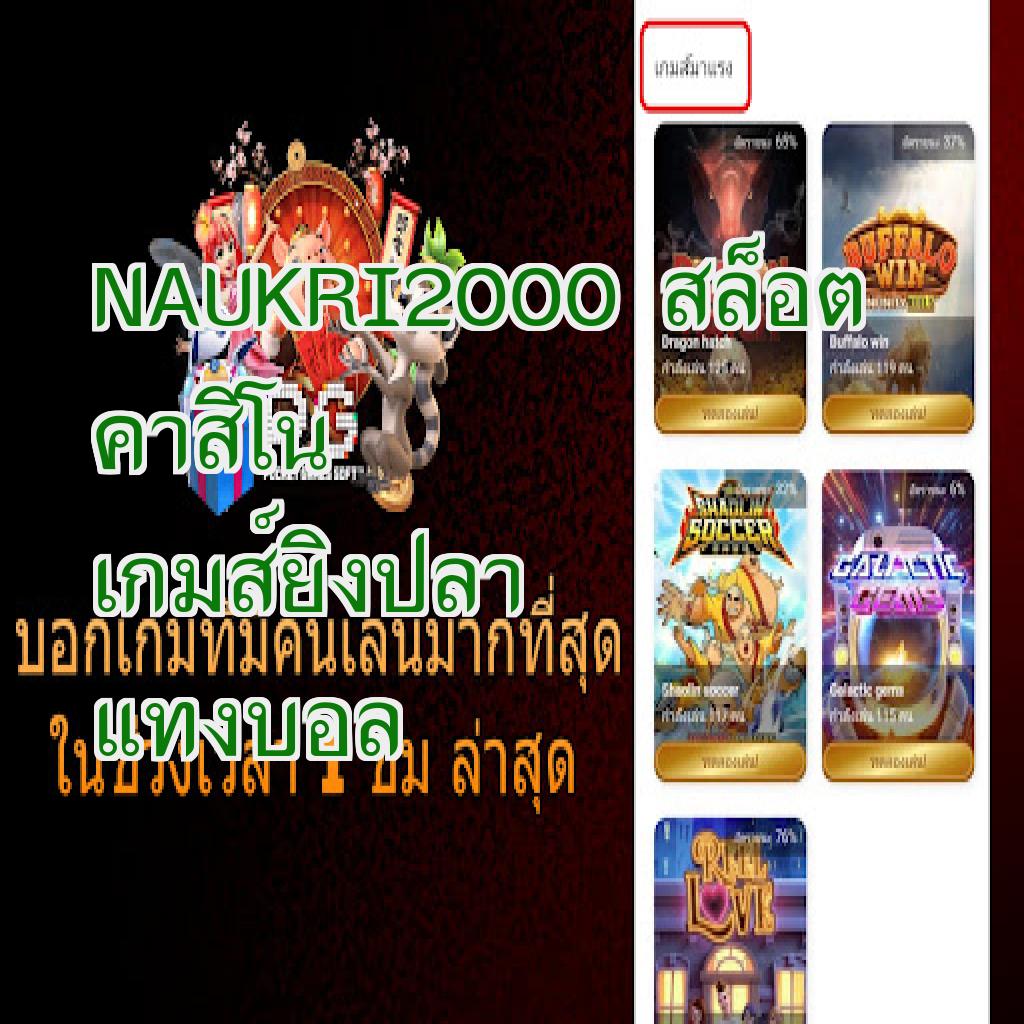 เกมส์มาแรง
อัตราชนะ 68%
อัตราชนะ 37%
BUFFALO
WIN
NAUKRI2000 สล็อต
Dragon hatch
กำลังเล่น 125 คน
Buffalo win
กำลังเล่น 119 คน
ทดลองเล่น!
ทดลองเล่น!
คาสิโน
PG
POCKET GAMES SOFT
37%
SHAOLIN
SOCCER
อัตราชนะ 6%
GALACTIC
GEMS
เกมส์ยิงปลา
บอกเกมที่มีคนเล่นมากที่สุด
Shaolin soccer
กำลังเล่น 117 คน
Galactic gems
กำลังเล่น 115 คน
ทดลองเล่น!
ทดลองเล่น!
แทงบอล
ในช่วงเวลา 1 ชม ล่าสุด
อัตราชนะ 76%
REEL
LOVE